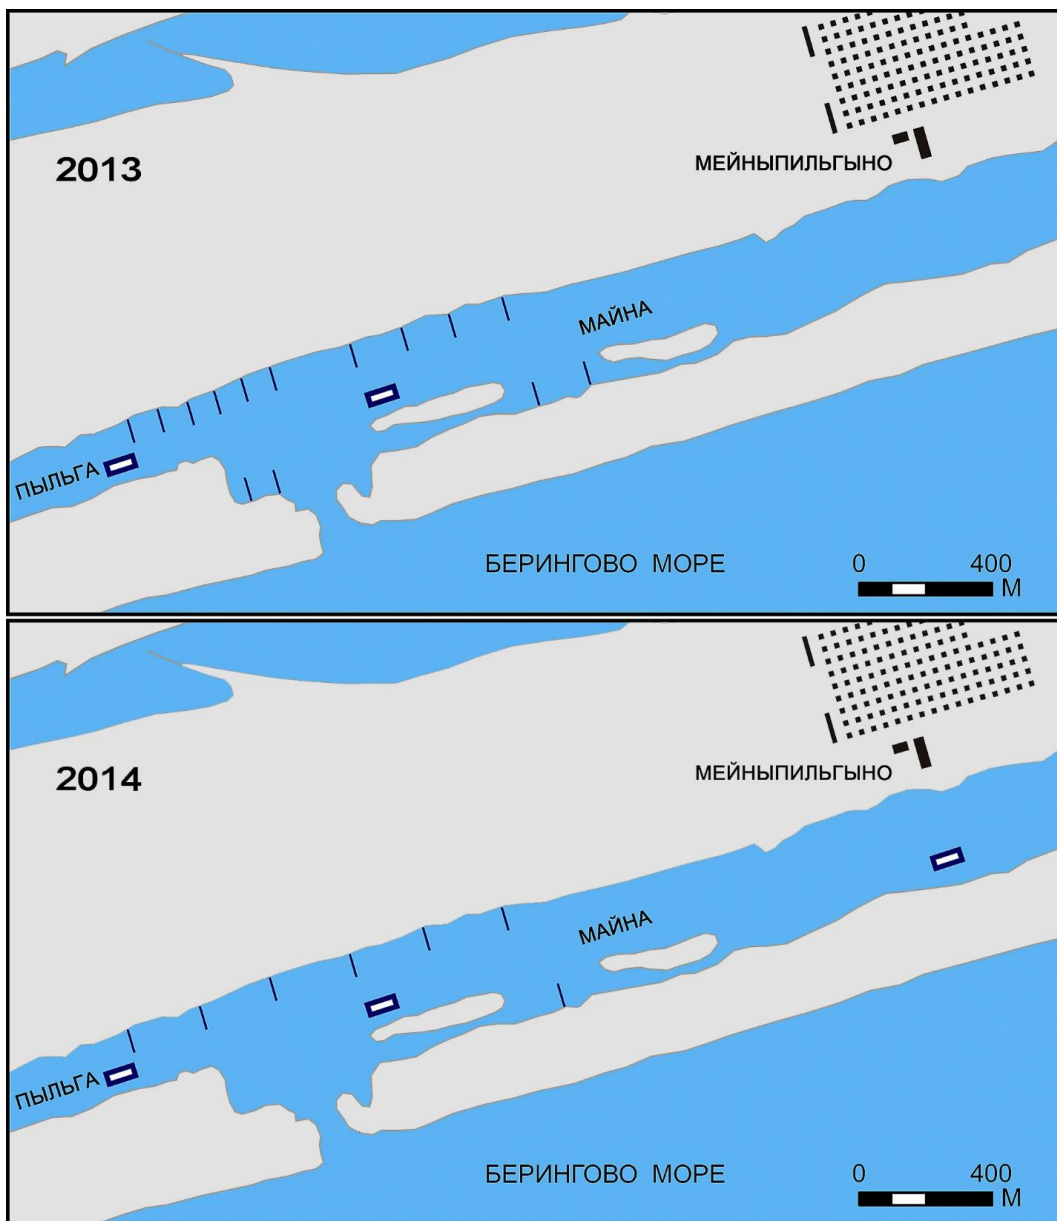 2013
МЕЙНЫПИЛЬГЫНО
МАЙНА
ПЫЛЬГА
БЕРИНГОВО МОРЕ
0 400
М
2014
МЕЙНЫПИЛЬГЫНО
МАЙНА
ПЫЛЬГА
БЕРИНГОВО МОРЕ
0 400
М